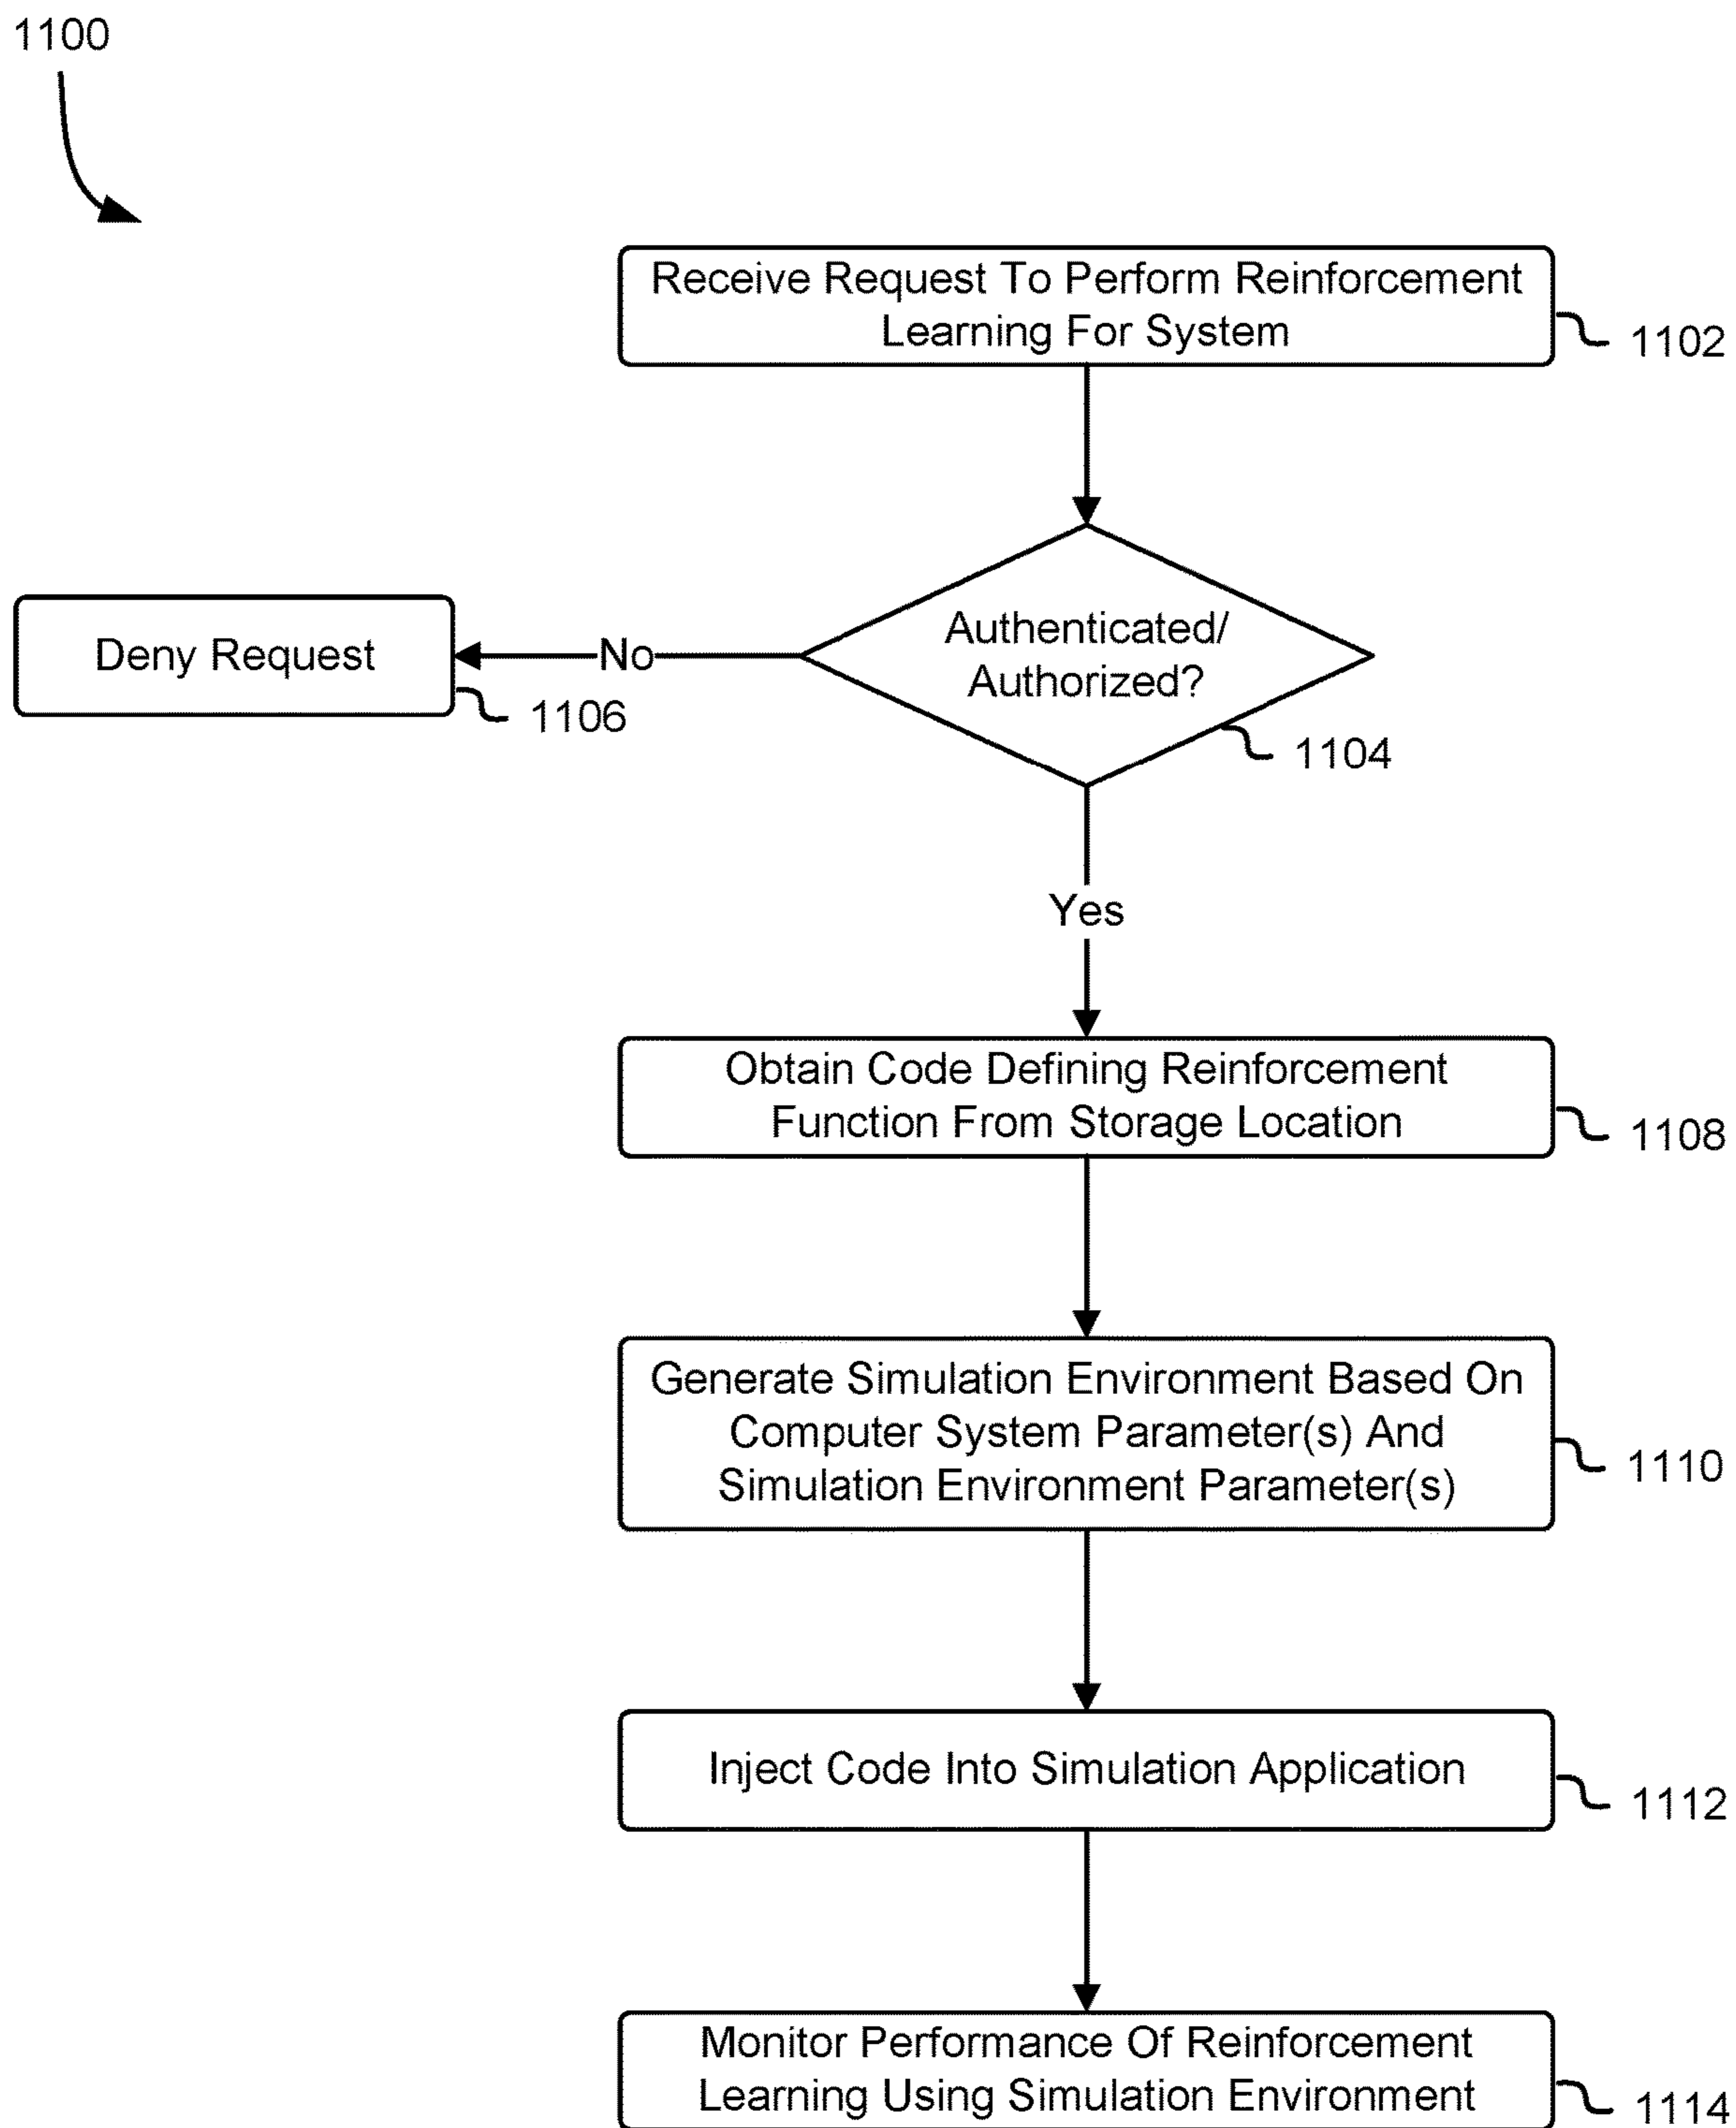 1100
Receive Request To Perform Reinforcement
Learning For System
1102
Authenticated/
Authorized?
1104
No
Deny Request
1106
Yes
Obtain Code Defining Reinforcement
Function From Storage Location
1108
Generate Simulation Environment Based On
Computer System Parameter(s) And
Simulation Environment Parameter(s)
1110
Inject Code Into Simulation Application
1112
Monitor Performance Of Reinforcement
Learning Using Simulation Environment
1114